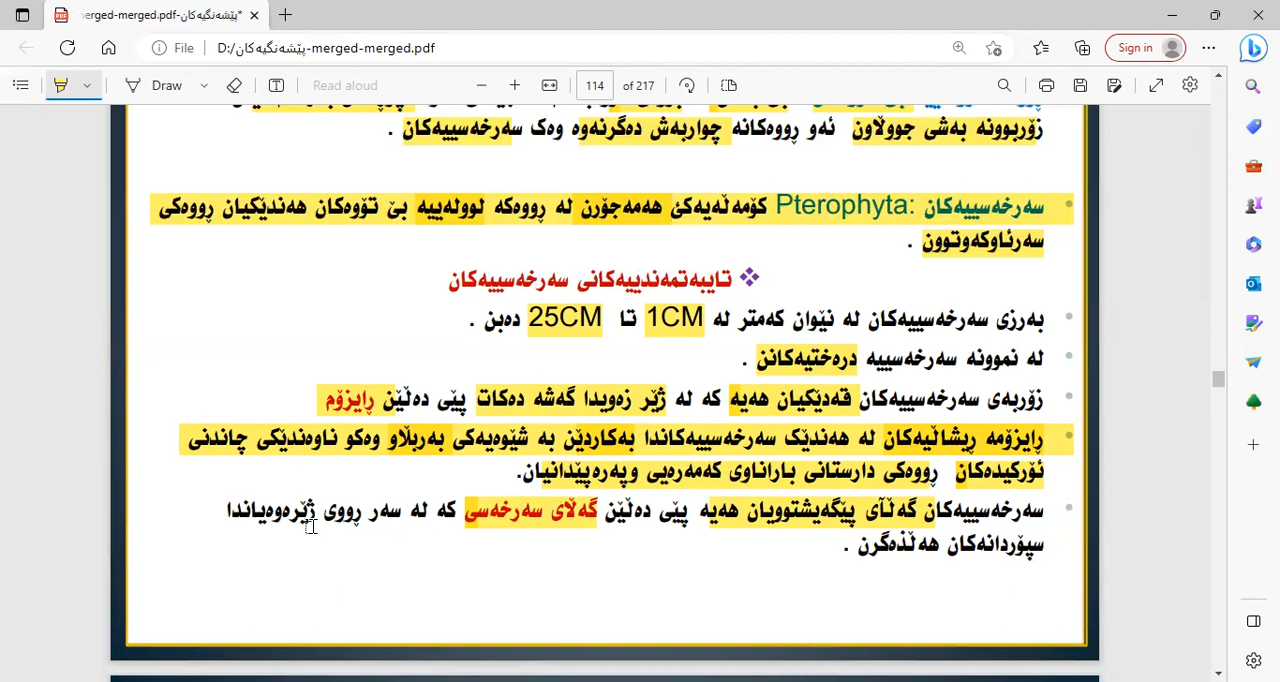 پێشەنگیەکان-merged-merged.pdf*
File D:/پێشەنگیەکان-merged-merged.pdf
Sign in
Draw
Read aloud
114 of 217
زۆربوونە بەشی جووڵاون ئەو ڕووەکانە چواربەش دەگرنەوە وەک سەرخەسییەکان .
سەرخەسییەکان Pterophyta: کۆمەڵەیەکێ هەمەجۆرن لە ڕووەکە لوولەییە بێ تۆوەکان هەندێکیان ڕووەکی
سەرئاوکەوتوون .
❖ تایبەتمەندییەکانی سەرخەسییەکان
بەرزی سەرخەسییەکان لە نێوان کەمتر لە 1CM تا 25CM دەبن .
لە نموونە سەرخەسییە درەختیەکانن .
زۆربەی سەرخەسییەکان قەدێکیان هەیە کە لە ژێر زەویدا گەشە دەکات پێی دەڵێن ڕایزۆم
ڕایزۆمە ڕیشاڵیەکان لە هەندێک سەرخەسییەکاندا بەکاردێن بە شێوەیەکی بەربڵاو وەکو ناوەندێکی چاندنی
ئۆرکیدەکان ڕووەکی دارستانی باراناوی کەمەرەیی وپەرەپێدانیان.
سەرخەسییەکان گەڵای پێگەیشتوویان هەیە پێی دەڵێن گەڵای سەرخەسی کە لە سەر ڕووی ژێرەوەیاندا
سپۆردانەکان هەڵدەگرن .